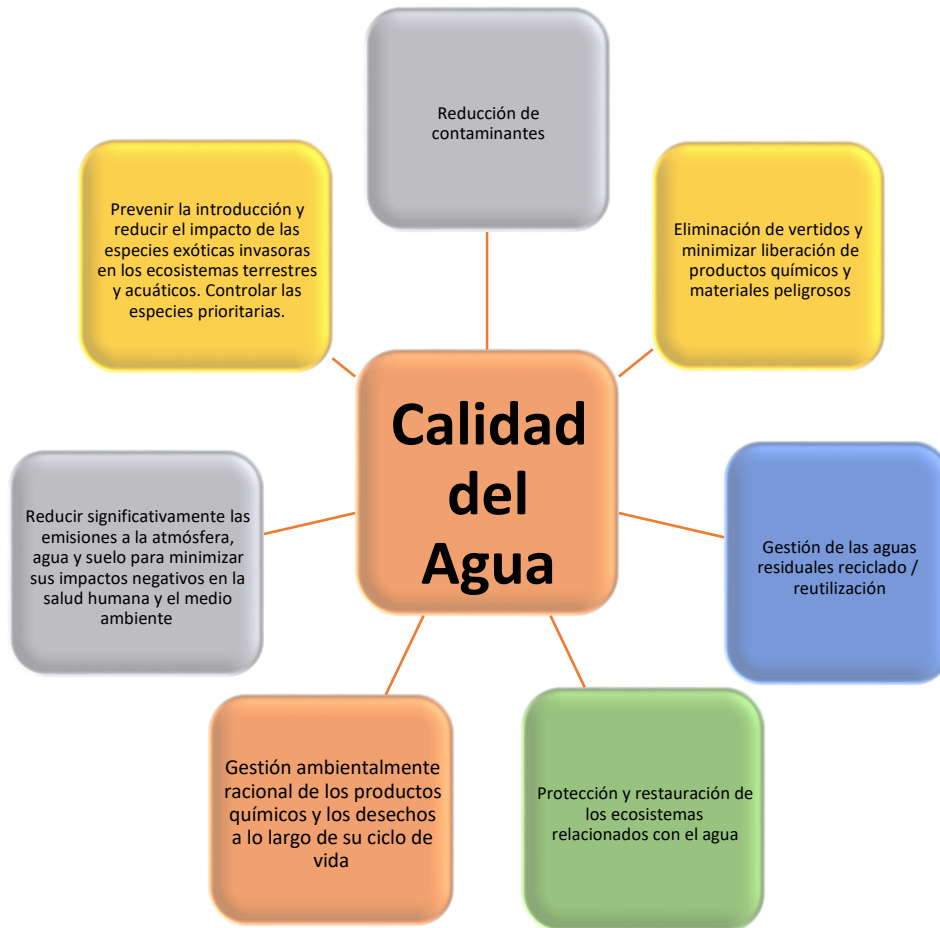 Reducción de
contaminantes
Prevenir la introducción y
reducir el impacto de las
especies exóticas invasoras
en los ecosistemas terrestres
y acuáticos. Controlar las
especies prioritarias.
Eliminación de vertidos y
minimizar liberación de
productos químicos y
materiales peligrosos
Calidad
del
Agua
Reducir significativamente las
emisiones a la atmósfera,
agua y suelo para minimizar
sus impactos negativos en la
salud humana y el medio
ambiente
Gestión de las aguas
residuales reciclado /
reutilización
Gestión ambientalmente
racional de los productos
químicos y los desechos
a lo largo de su ciclo de
vida
Protección y restauración de
los ecosistemas
relacionados con el agua